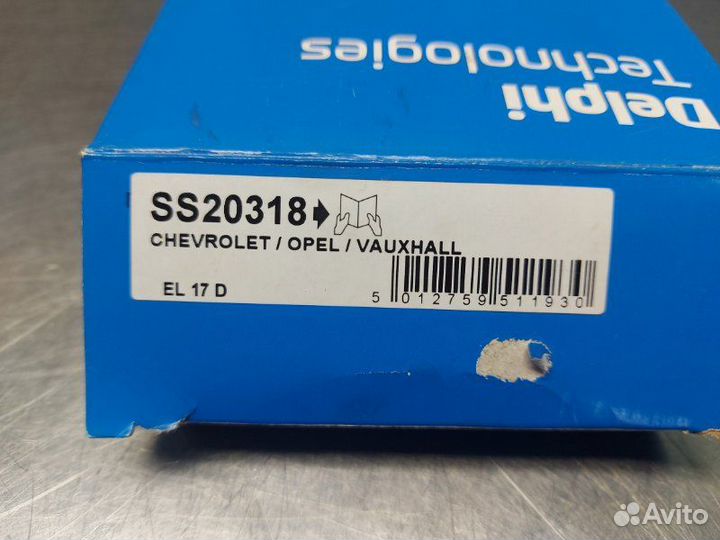 Delphi
Technologies
SS20318
CHEVROLET / OPEL / VAUXHALL
EL 17 D
5 012759 511930
Avito